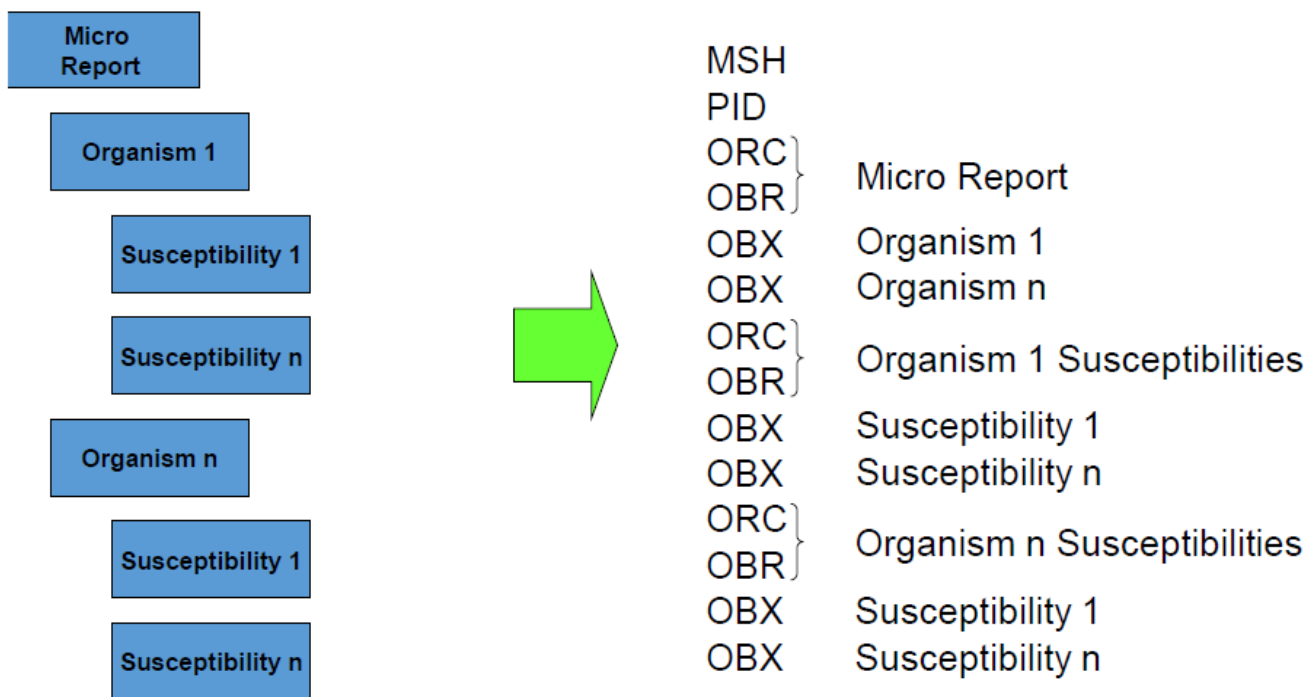 Micro
Report
Organism 1
Susceptibility 1
Susceptibility n
Organism n
Susceptibility 1
Susceptibility n
MSH
PID
ORC
OBR
Micro Report
OBX Organism 1
OBX Organism n
ORC
OBR
Organism 1 Susceptibilities
OBX Susceptibility 1
OBX Susceptibility n
ORC
OBR
Organism n Susceptibilities
OBX Susceptibility 1
OBX Susceptibility n